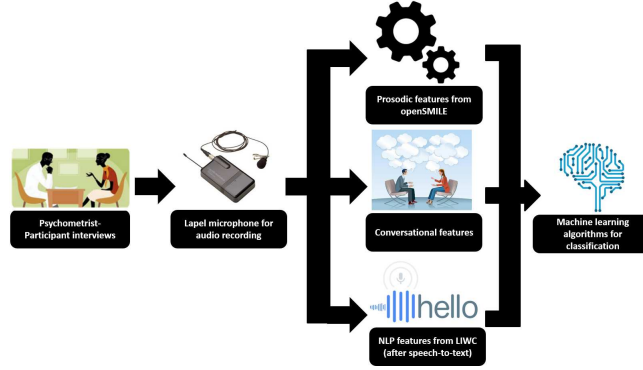 Prosodic features from
openSMILE
Psychometrist-
Participant interviews
Lapel microphone for
audio recording
Conversational features
Machine learning
algorithms for
classification
hello
NLP features from LIWC
(after speech-to-text)